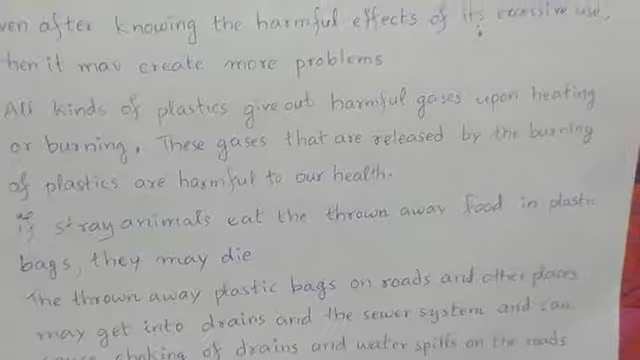 ven after knowing the harmful effects of its excessive use,
hen it may create more problems
All kinds of plastics give out harmful gases upon heating
or burning. These gases that are released by the burning
of plastics are harmful to our health.
if stray animals eat the thrown away food in plastic
bags, they may die
The thrown away plastic bags on roads and other places
may get into drains and the sewer system and can
cause choking of drains and water spills on the roads